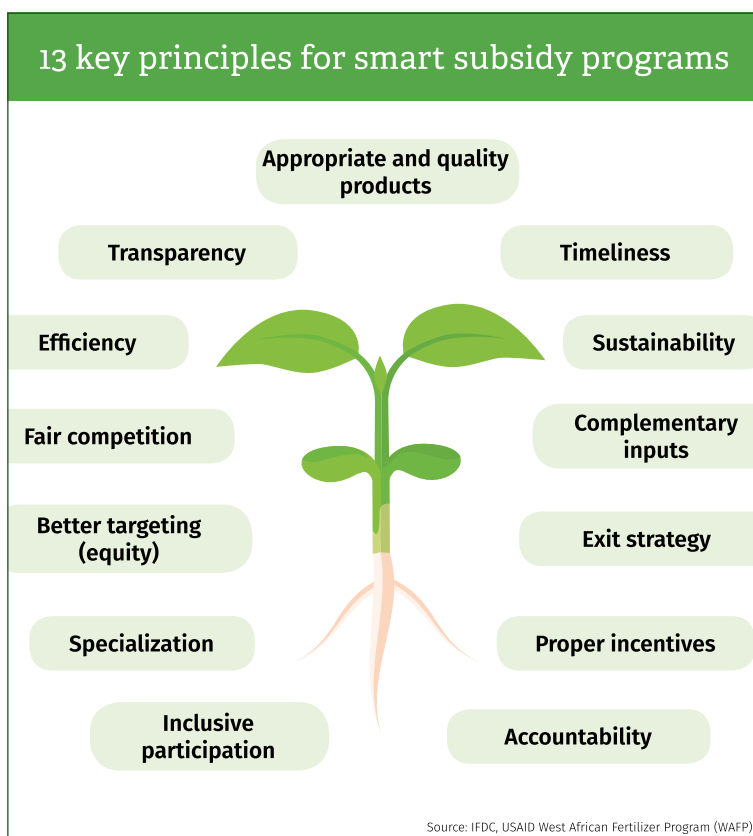 13 key principles for smart subsidy programs
Appropriate and quality
products
Transparency
Timeliness
Efficiency
Sustainability
Fair competition
Complementary
inputs
Better targeting
(equity)
Exit strategy
Specialization
Proper incentives
Inclusive
participation
Accountability
Source: IFDC, USAID West African Fertilizer Program (WAFP)